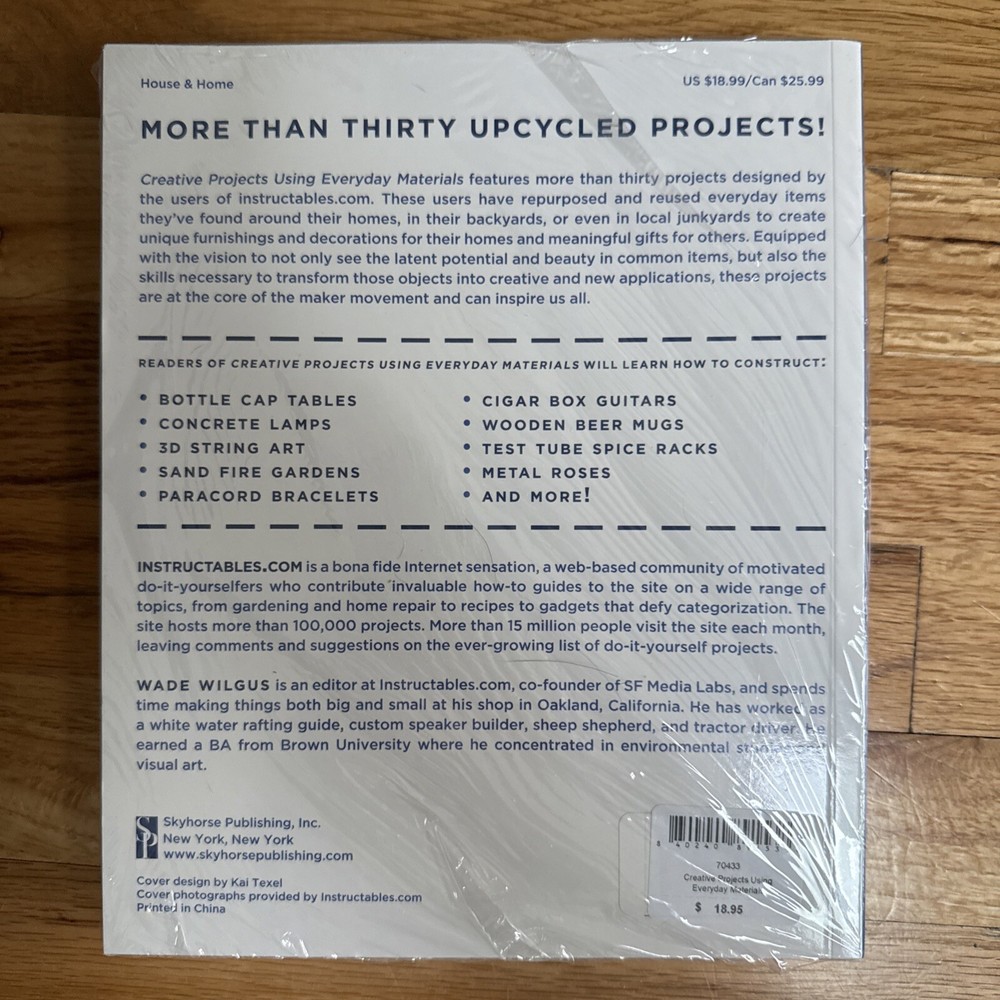 House & Home
US $18.99/Can $25.99
MORE THAN THIRTY UPCYCLED PROJECTS!
Creative Projects Using Everyday Materials features more than thirty projects designed by
the users of instructables.com. These users have repurposed and reused everyday items
they've found around their homes, in their backyards, or even in local junkyards to create
unique furnishings and decorations for their homes and meaningful gifts for others. Equipped
with the vision to not only see the latent potential and beauty in common items, but also the
skills necessary to transform those objects into creative and new applications, these projects
are at the core of the maker movement and can inspire us all.
READERS OF CREATIVE PROJECTS USING EVERYDAY MATERIALS WILL LEARN HOW TO CONSTRUCT:
• BOTTLE CAP TABLES
• CONCRETE LAMPS
• 3D STRING ART
• SAND FIRE GARDENS
• PARACORD BRACELETS
• CIGAR BOX GUITARS
• WOODEN BEER MUGS
• TEST TUBE SPICE RACKS
• METAL ROSES
• AND MORE!
INSTRUCTABLES.COM is a bona fide Internet sensation, a web-based community of motivated
do-it-yourselfers who contribute invaluable how-to guides to the site on a wide range of
topics, from gardening and home repair to recipes to gadgets that defy categorization. The
site hosts more than 100,000 projects. More than 15 million people visit the site each month,
leaving comments and suggestions on the ever-growing list of do-it-yourself projects.
WADE WILGUS is an editor at Instructables.com, co-founder of SF Media Labs, and spends
time making things both big and small at his shop in Oakland, California. He has worked as
a white water rafting guide, custom speaker builder, sheep shepherd, and tractor driver. He
earned a BA from Brown University where he concentrated in environmental
visual art.
SP
Skyhorse Publishing, Inc.
New York, New York
www.skyhorsepublishing.com
Cover design by Kai Texel
Cover photographs provided by Instructables.com
Printed in China
70433
Creative Projects Using
Everyday Materials
$ 18.95